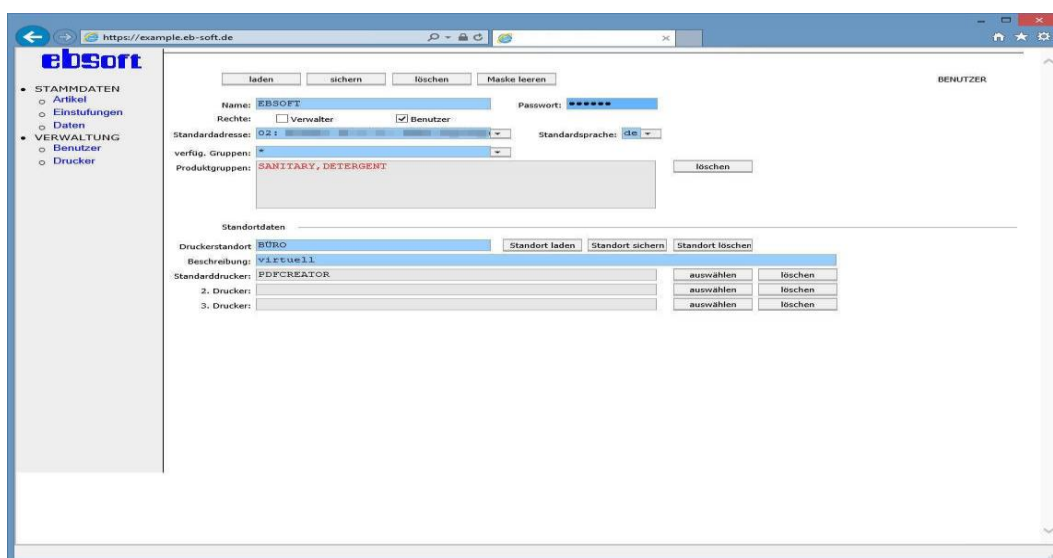 https://example.eb-soft.de
ebsoft
STAMMDATEN
Artikel
Einstufungen
Daten
VERWALTUNG
Benutzer
Drucker
laden sichern löschen Maske leeren BENUTZER
Name: EBSOFT Passwort: ●●●●●●
Rechte: Verwalter Benutzer
Standardadresse: 02: Standardsprache: de
verfüg. Gruppen: *
Produktgruppen: SANITARY,DETERGENT löschen
Standortdaten
Druckerstandort BÜRO Standort laden Standort sichern Standort löschen
Beschreibung: virtuell
Standarddrucker: PDFCREATOR auswählen löschen
2. Drucker: auswählen löschen
3. Drucker: auswählen löschen